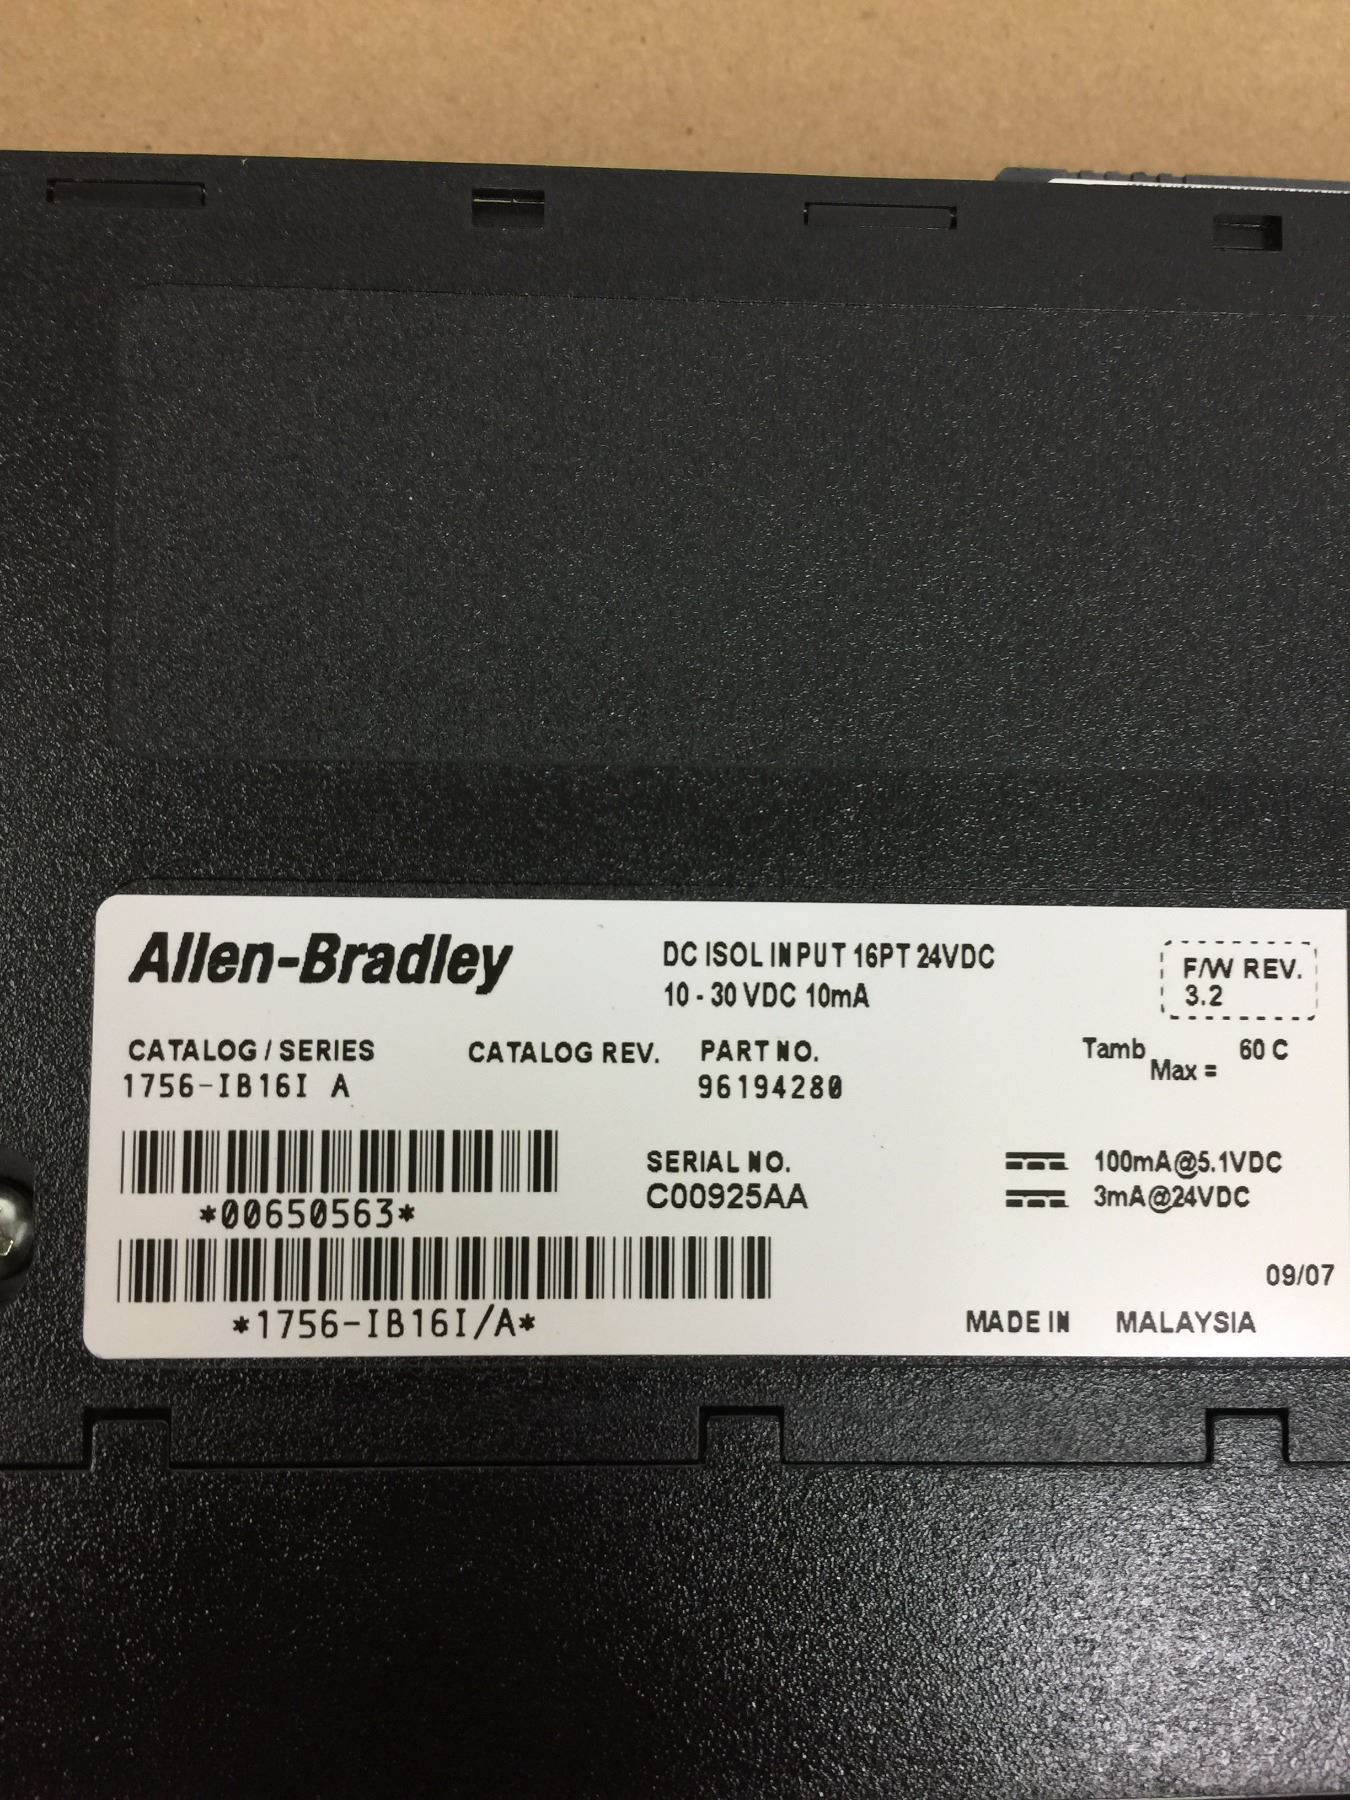 Allen-Bradley
DC ISOL INPUT 16PT 24VDC
10 - 30 VDC 10mA
F/W REV.
3.2
CATALOG / SERIES
1756-IB16I A
CATALOG REV.
PART NO.
96194280
Tamb Max = 60 C
*00650563*
SERIAL NO.
C00925AA
100mA@5.1VDC
3mA@24VDC
*1756-IB16I/A*
09/07
MADE IN MALAYSIA